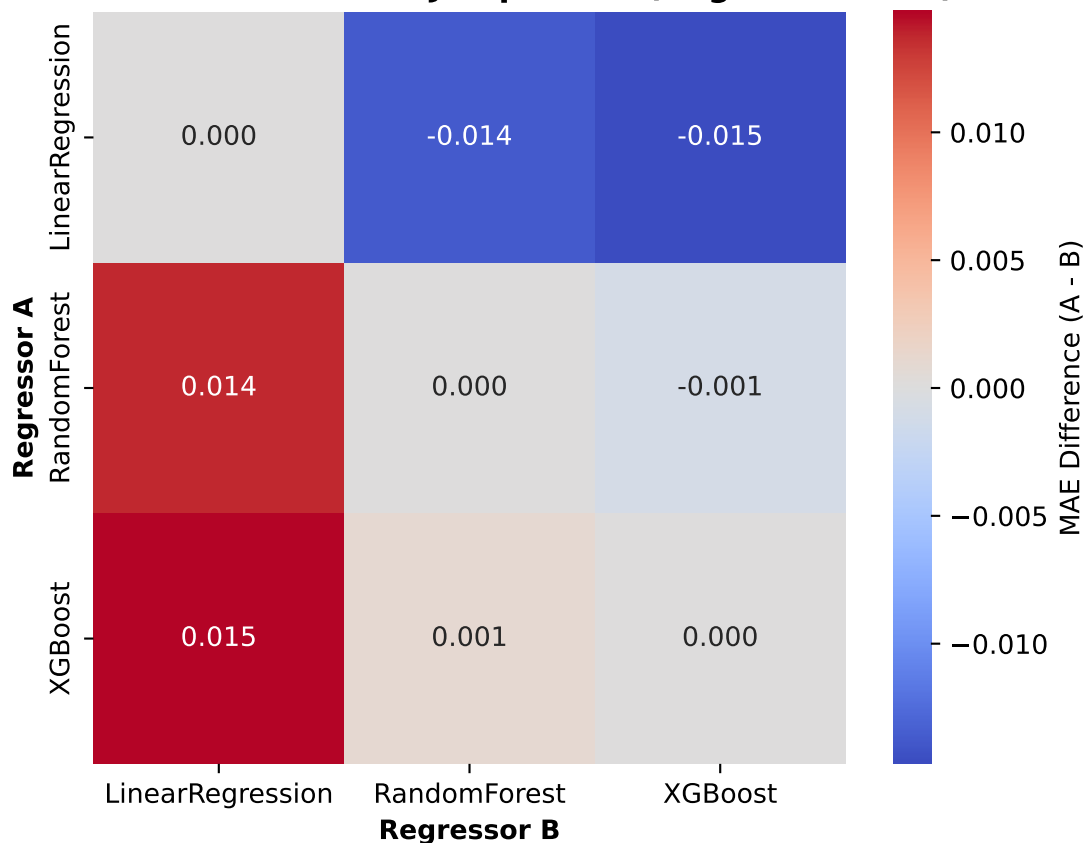 LinearRegression
0.000
-0.014
-0.015
RandomForest
0.014
0.000
-0.001
XGBoost
0.015
0.001
0.000
Regressor A
LinearRegression
RandomForest
XGBoost
Regressor B
0.010
0.005
0.000
−0.005
−0.010
MAE Difference (A - B)